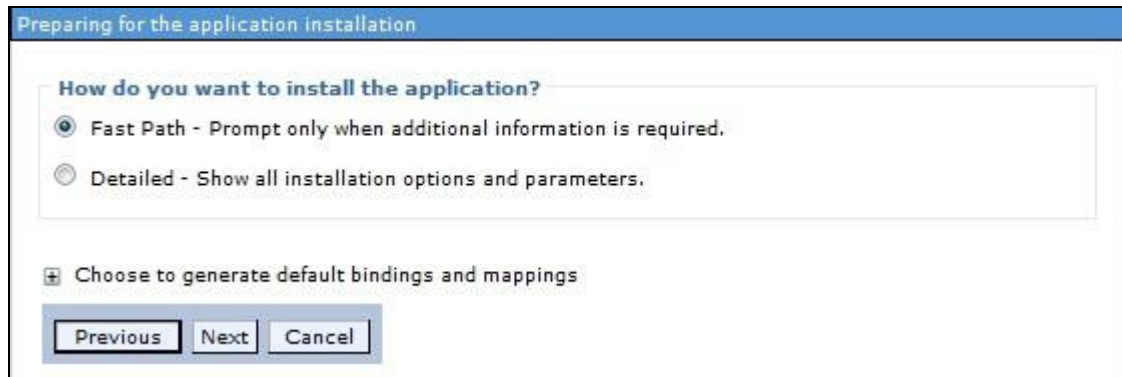 Preparing for the application installation
How do you want to install the application?
Fast Path - Prompt only when additional information is required.
Detailed - Show all installation options and parameters.
Choose to generate default bindings and mappings
Previous Next Cancel